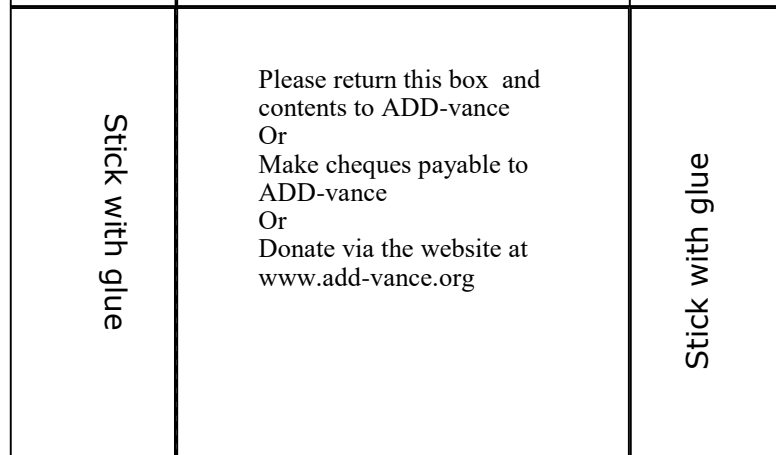 Stick with glue
Please return this box  and
contents to ADD-vance
Or
Make cheques payable to
ADD-vance
Or
Donate via the website at
www.add-vance.org
Stick with glue